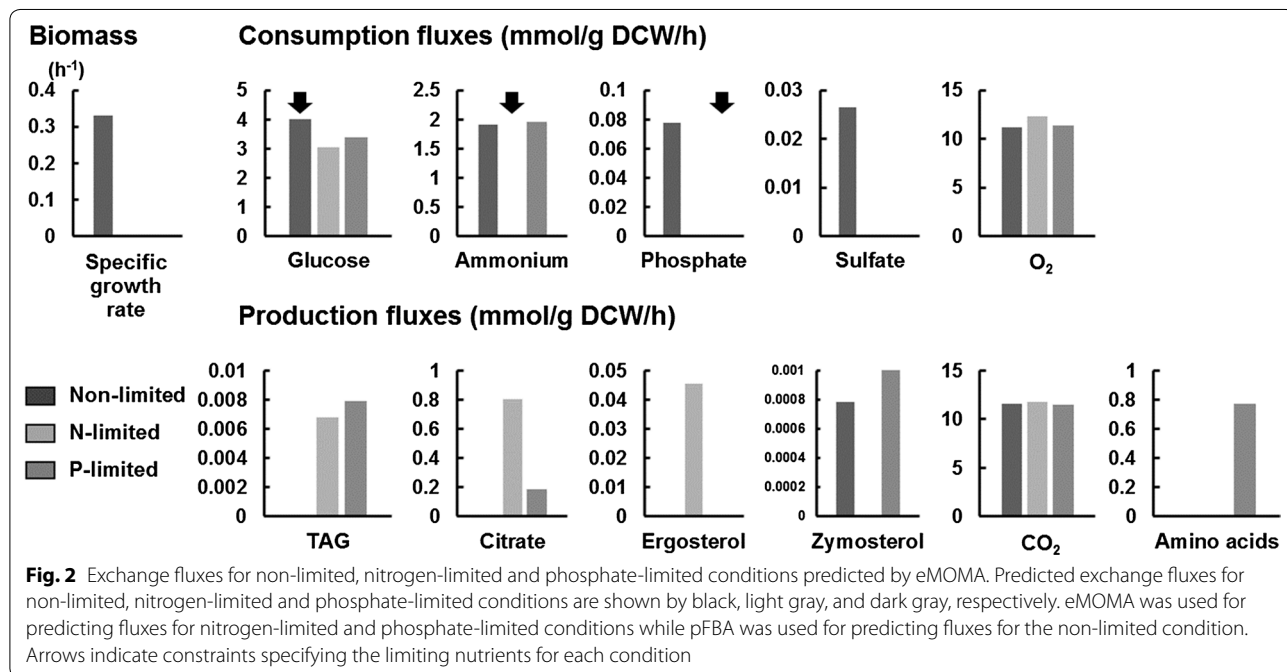 Biomass
Consumption fluxes (mmol/g DCW/h)
(h⁻¹)
0.4
0.3
0.2
0.1
0
Specific
growth
rate
5
4
3
2
1
0
Glucose
2.5
2
1.5
1
0.5
0
Ammonium
0.1
0.08
0.06
0.04
0.02
0
Phosphate
0.03
0.02
0.01
0
Sulfate
15
10
5
0
O₂
Production fluxes (mmol/g DCW/h)
Non-limited
N-limited
P-limited
0.01
0.008
0.006
0.004
0.002
0
TAG
1
0.8
0.6
0.4
0.2
0
Citrate
0.05
0.04
0.03
0.02
0.01
0
Ergosterol
0.001
0.0008
0.0006
0.0004
0.0002
0
Zymosterol
15
10
5
0
CO₂
1
0.8
0.6
0.4
0.2
0
Amino acids
Fig. 2 Exchange fluxes for non-limited, nitrogen-limited and phosphate-limited conditions predicted by eMOMA. Predicted exchange fluxes for
non-limited, nitrogen-limited and phosphate-limited conditions are shown by black, light gray, and dark gray, respectively. eMOMA was used for
predicting fluxes for nitrogen-limited and phosphate-limited conditions while pFBA was used for predicting fluxes for the non-limited condition.
Arrows indicate constraints specifying the limiting nutrients for each condition